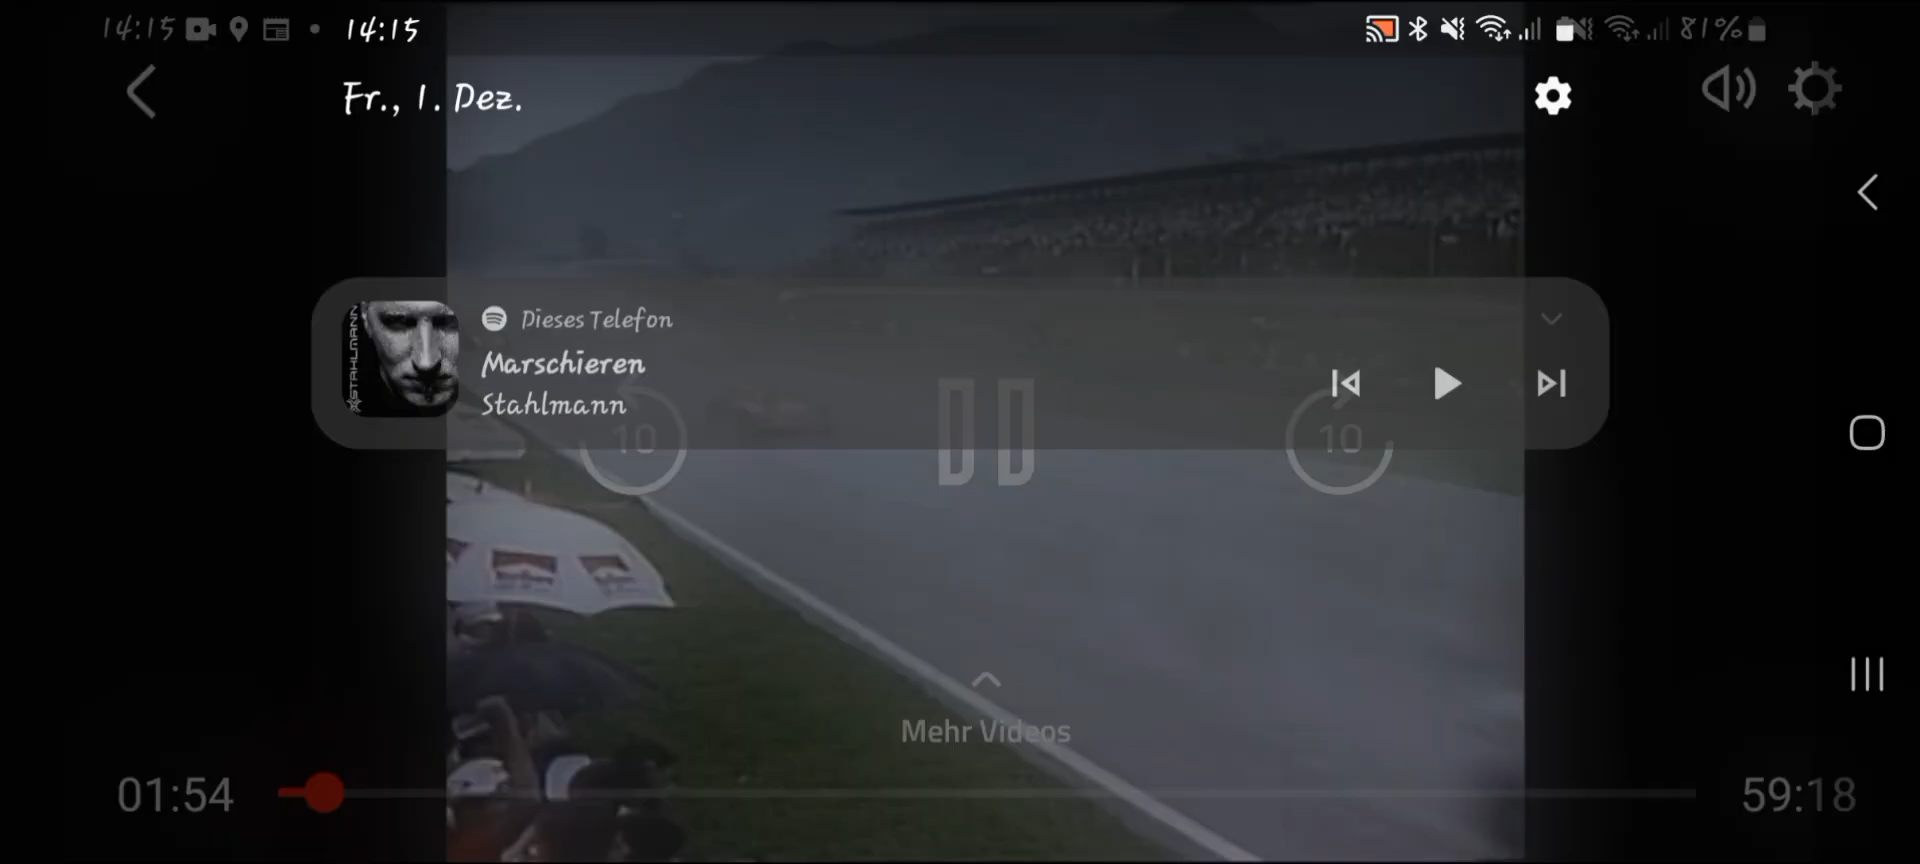 14:15 14:15 81%
Fr., 1. Dez.
STAHLMANN
Dieses Telefon
Marschieren
Stahlmann
10 10
Mehr Videos
01:54 59:18